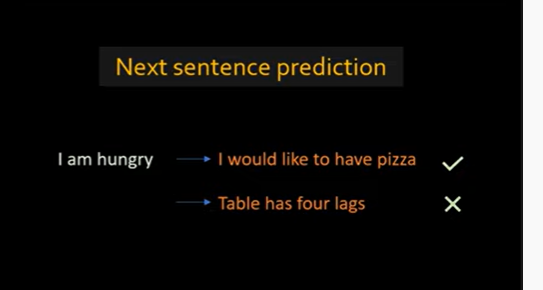 Next sentence prediction
I am hungry → I would like to have pizza ✓
→ Table has four lags ✕